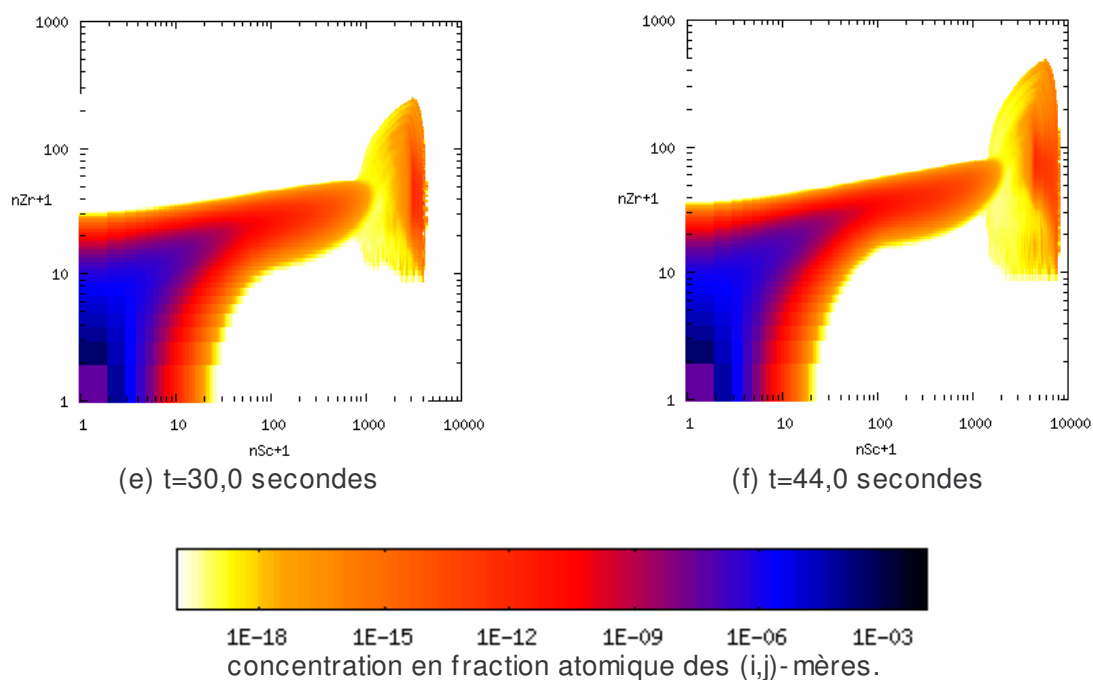 1000
100
nZr+1
10
1
1 10 100 1000 10000
nSc+1
(e) t=30,0 secondes
1000
100
nZr+1
10
1
1 10 100 1000 10000
nSc+1
(f) t=44,0 secondes
1E-18 1E-15 1E-12 1E-09 1E-06 1E-03
concentration en fraction atomique des (i,j)-mères.